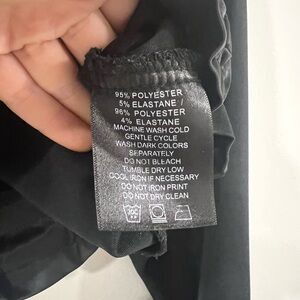 95% POLYESTER
5% ELASTANE /
96% POLYESTER
4% ELASTANE
MACHINE WASH COLD
GENTLE CYCLE
WASH DARK COLORS
SEPARATELY
DO NOT BLEACH
TUMBLE DRY LOW
COOL IRON IF NECESSARY
DO NOT IRON PRINT
DO NOT DRY CLEAN